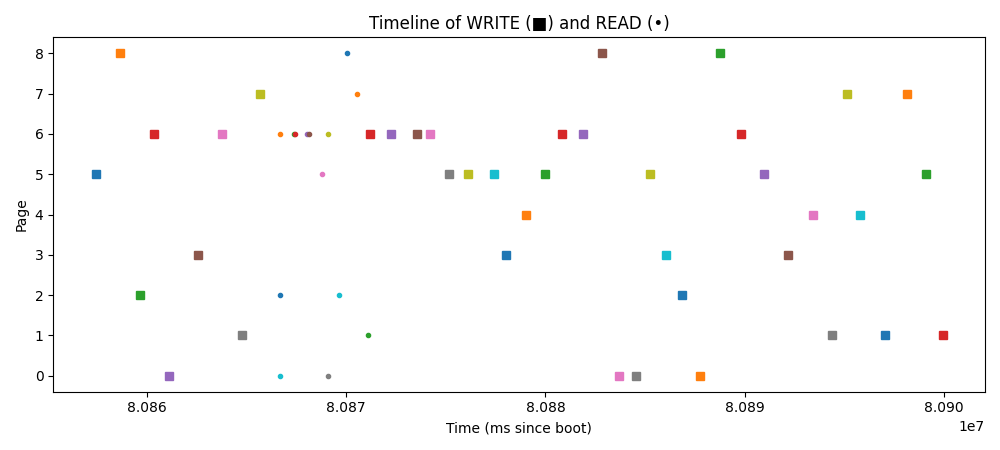 Timeline of WRITE (■) and READ (•)
Page
8
7
6
5
4
3
2
1
0
8.086 8.087 8.088 8.089 8.090
1e7
Time (ms since boot)